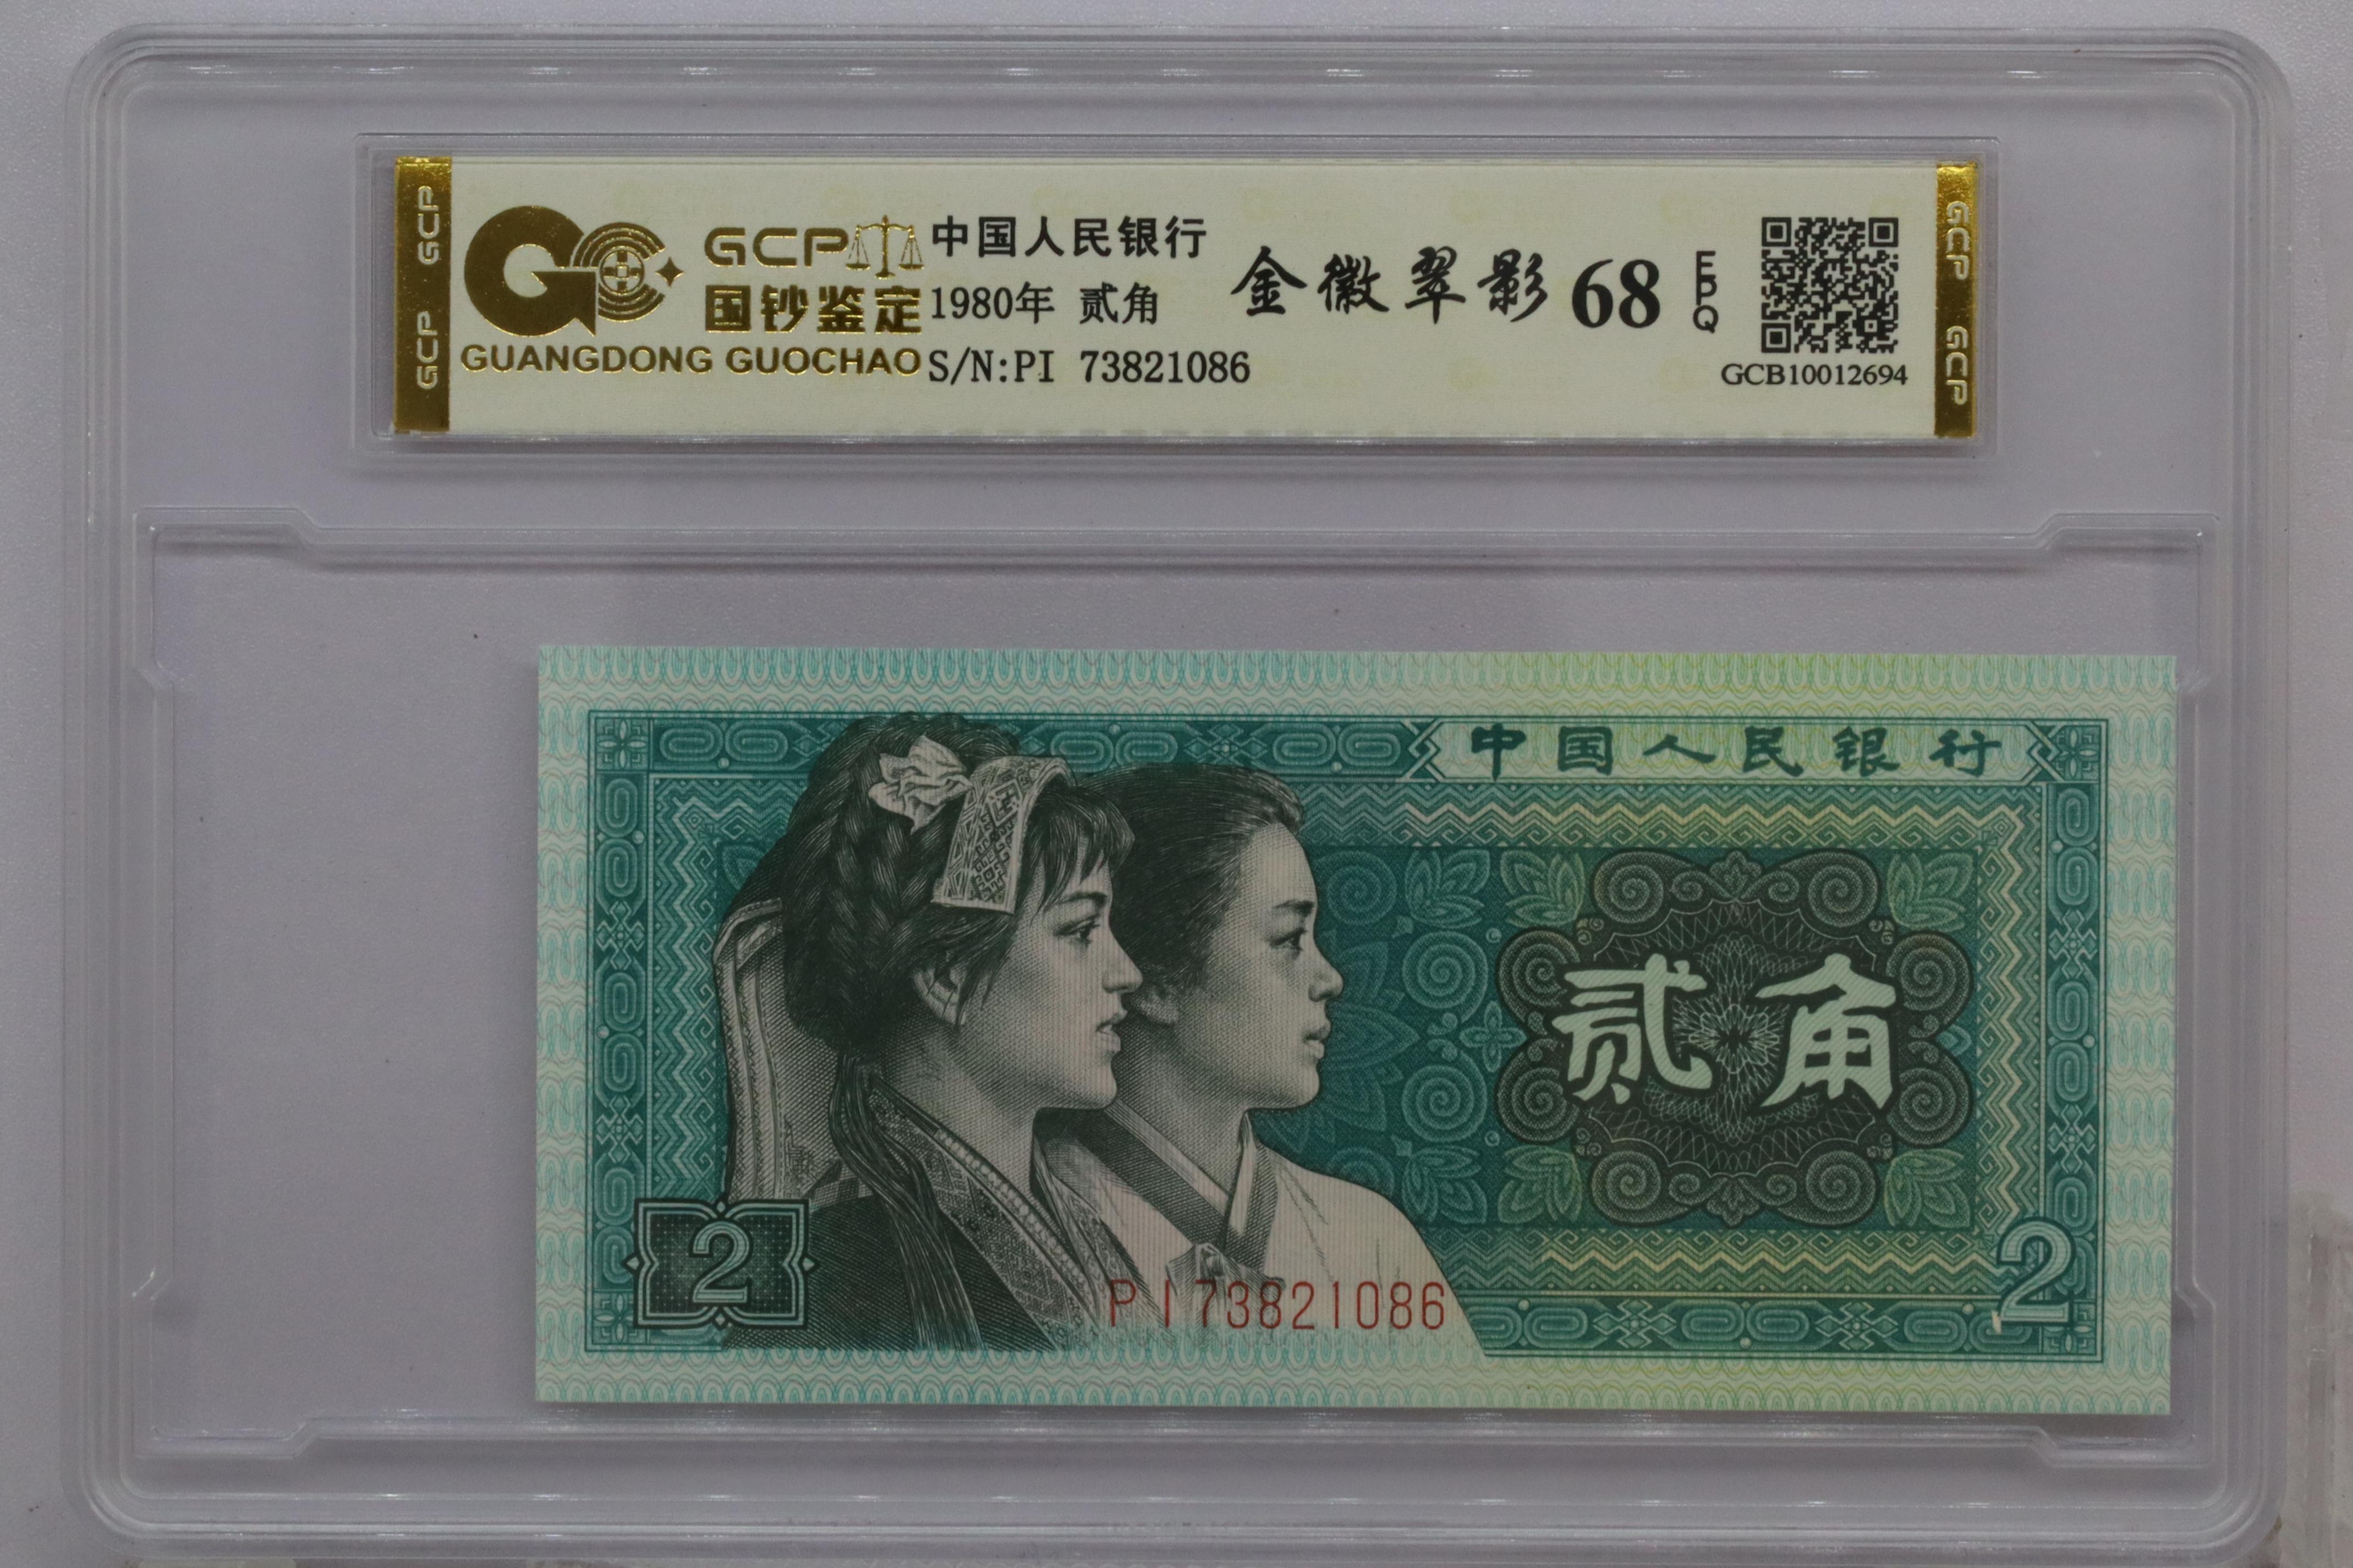 GCP GCP
GCP
国钞鉴定
GUANGDONG GUOCHAO
中国人民银行
1980年 贰角
S/N:PI 73821086
金徽翠影 68 EPQ
GCB10012694
GCP GCP
中国人民银行
贰角
2
PI73821086
2